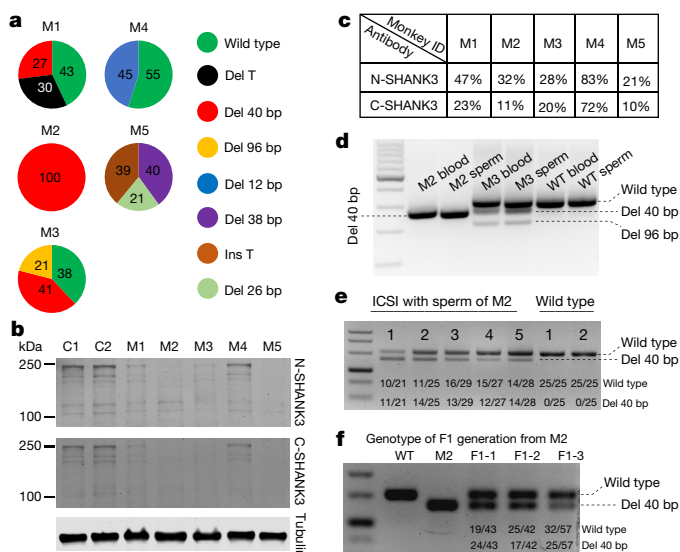 a
M1
27
43
30
M4
45
55
M2
100
M5
39
40
21
M3
21
38
41
Wild type
Del T
Del 40 bp
Del 96 bp
Del 12 bp
Del 38 bp
Ins T
Del 26 bp
b
kDa
C1 C2 M1 M2 M3 M4 M5
250
100
N-SHANK3
250
100
C-SHANK3
Tubulin
c
Monkey ID
Antibody
M1 M2 M3 M4 M5
N-SHANK3 47% 32% 28% 83% 21%
C-SHANK3 23% 11% 20% 72% 10%
d
M2 blood
M2 sperm
M3 blood
M3 sperm
WT blood
WT sperm
Del 40 bp
Wild type
Del 40 bp
Del 96 bp
e
ICSI with sperm of M2 Wild type
1 2 3 4 5 1 2
Wild type
Del 40 bp
10/21 11/25 16/29 15/27 14/28 25/25 25/25 Wild type
11/21 14/25 13/29 12/27 14/28 0/25 0/25 Del 40 bp
f
Genotype of F1 generation from M2
WT M2 F1-1 F1-2 F1-3
Wild type
Del 40 bp
19/43 25/42 32/57 Wild type
24/43 17/42 25/57 Del 40 bp